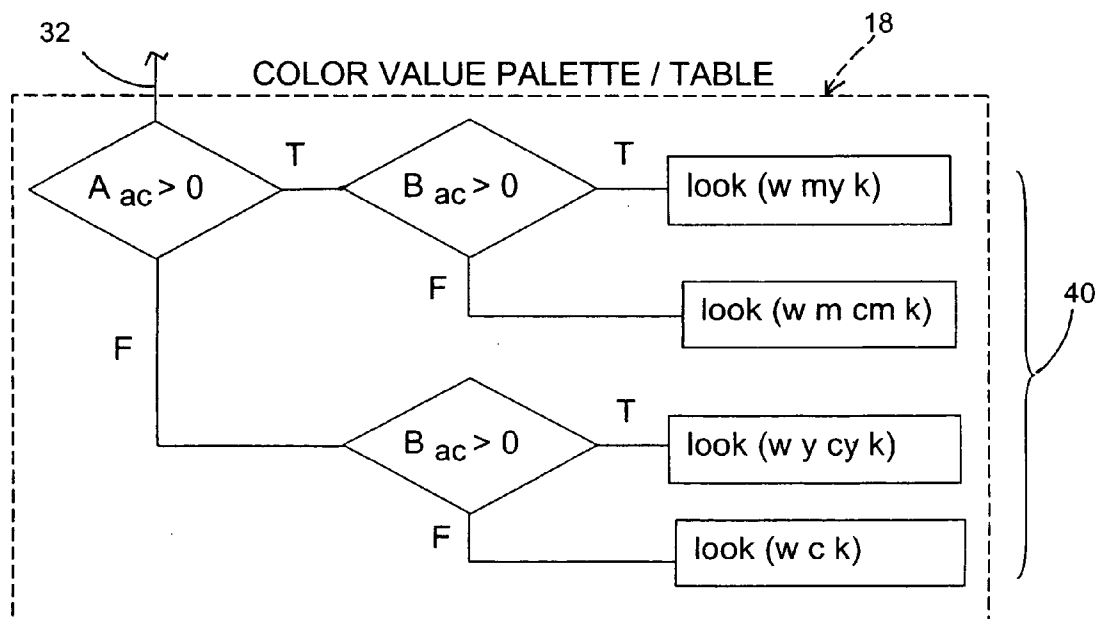 32
18
COLOR VALUE PALETTE / TABLE
A ac > 0
T
B ac > 0
T
look (w my k)
F
look (w m cm k)
40
F
B ac > 0
T
look (w y cy k)
F
look (w c k)